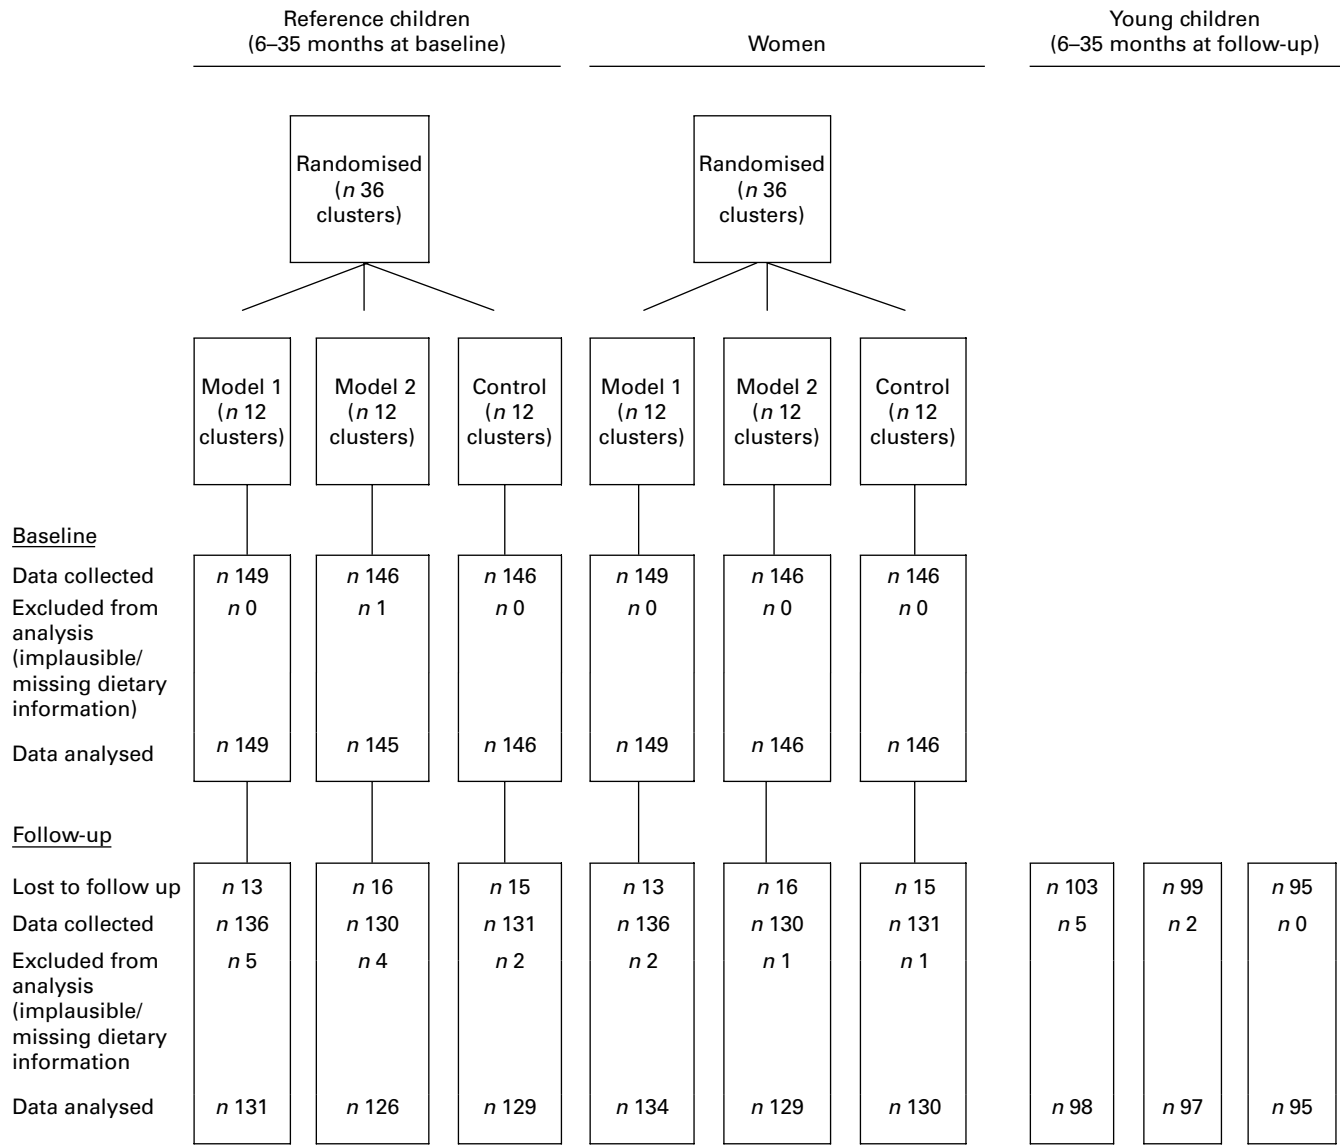 Reference children
(6–35 months at baseline)
Women
Young children
(6–35 months at follow-up)
Randomised
(n 36
clusters)
Randomised
(n 36
clusters)
Model 1
(n 12
clusters)
Model 2
(n 12
clusters)
Control
(n 12
clusters)
Model 1
(n 12
clusters)
Model 2
(n 12
clusters)
Control
(n 12
clusters)
Baseline
Data collected n 149 n 146 n 146 n 149 n 146 n 146
Excluded from n 0 n 1 n 0 n 0 n 0 n 0
analysis
(implausible/
missing dietary
information)
Data analysed n 149 n 145 n 146 n 149 n 146 n 146
Follow-up
Lost to follow up n 13 n 16 n 15 n 13 n 16 n 15 n 103 n 99 n 95
Data collected n 136 n 130 n 131 n 136 n 130 n 131 n 5 n 2 n 0
Excluded from n 5 n 4 n 2 n 2 n 1 n 1
analysis
(implausible/
missing dietary
information
Data analysed n 131 n 126 n 129 n 134 n 129 n 130 n 98 n 97 n 95